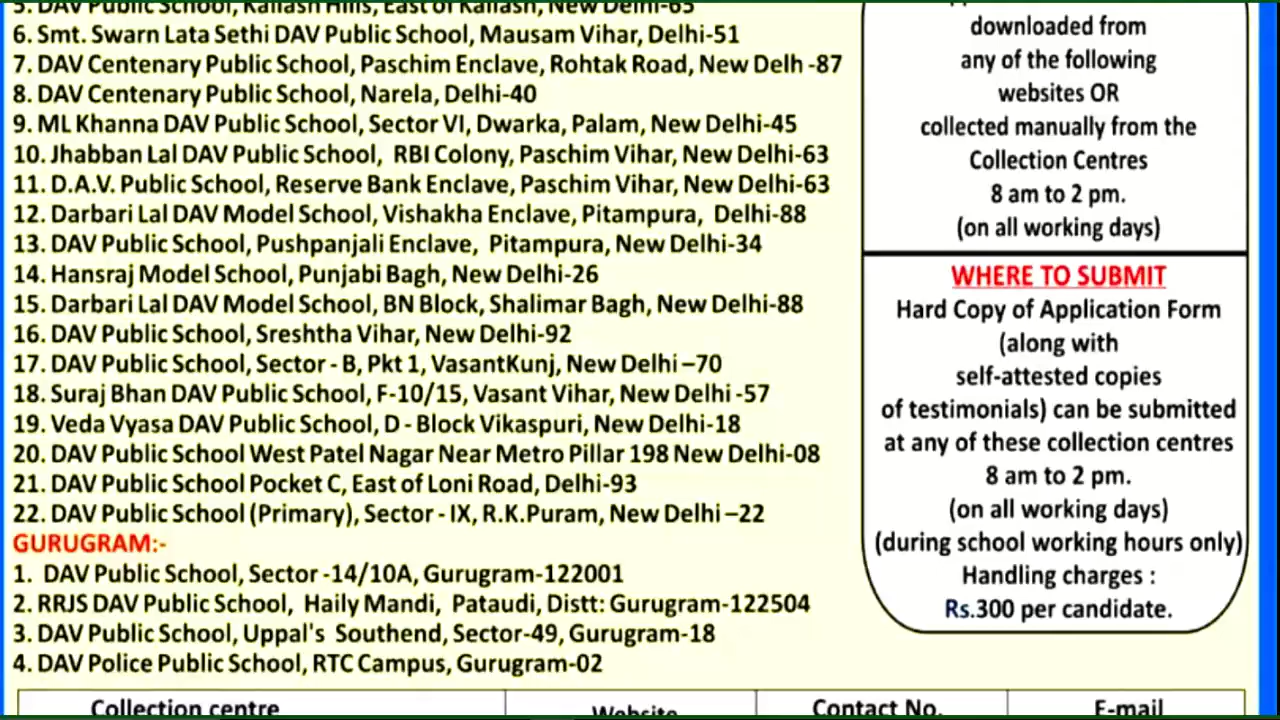 5. DAV Public School, Kailash Hills, East of Kailash, New Delhi-65
6. Smt. Swarn Lata Sethi DAV Public School, Mausam Vihar, Delhi-51
7. DAV Centenary Public School, Paschim Enclave, Rohtak Road, New Delh -87
8. DAV Centenary Public School, Narela, Delhi-40
9. ML Khanna DAV Public School, Sector VI, Dwarka, Palam, New Delhi-45
10. Jhabban Lal DAV Public School, RBI Colony, Paschim Vihar, New Delhi-63
11. D.A.V. Public School, Reserve Bank Enclave, Paschim Vihar, New Delhi-63
12. Darbari Lal DAV Model School, Vishakha Enclave, Pitampura, Delhi-88
13. DAV Public School, Pushpanjali Enclave, Pitampura, New Delhi-34
14. Hansraj Model School, Punjabi Bagh, New Delhi-26
15. Darbari Lal DAV Model School, BN Block, Shalimar Bagh, New Delhi-88
16. DAV Public School, Sreshtha Vihar, New Delhi-92
17. DAV Public School, Sector - B, Pkt 1, VasantKunj, New Delhi –70
18. Suraj Bhan DAV Public School, F-10/15, Vasant Vihar, New Delhi -57
19. Veda Vyasa DAV Public School, D - Block Vikaspuri, New Delhi-18
20. DAV Public School West Patel Nagar Near Metro Pillar 198 New Delhi-08
21. DAV Public School Pocket C, East of Loni Road, Delhi-93
22. DAV Public School (Primary), Sector - IX, R.K.Puram, New Delhi –22
GURUGRAM:-
1. DAV Public School, Sector -14/10A, Gurugram-122001
2. RRJS DAV Public School, Haily Mandi, Pataudi, Distt: Gurugram-122504
3. DAV Public School, Uppal's Southend, Sector-49, Gurugram-18
4. DAV Police Public School, RTC Campus, Gurugram-02
downloaded from
any of the following
websites OR
collected manually from the
Collection Centres
8 am to 2 pm.
(on all working days)
WHERE TO SUBMIT
Hard Copy of Application Form
(along with
self-attested copies
of testimonials) can be submitted
at any of these collection centres
8 am to 2 pm.
(on all working days)
(during school working hours only)
Handling charges :
Rs.300 per candidate.
Collection centre
Website
Contact No.
E-mail